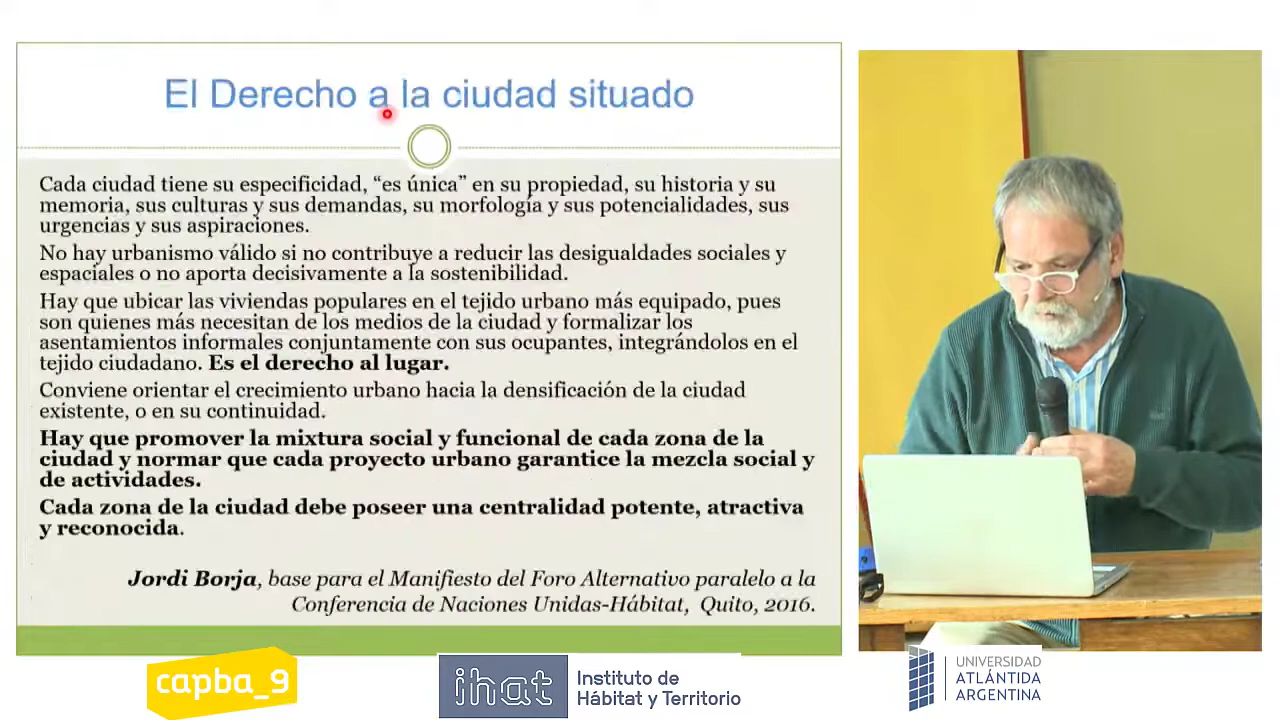 El Derecho a la ciudad situado
Cada ciudad tiene su especificidad, “es única” en su propiedad, su historia y su
memoria, sus culturas y sus demandas, su morfología y sus potencialidades, sus
urgencias y sus aspiraciones.
No hay urbanismo válido si no contribuye a reducir las desigualdades sociales y
espaciales o no aporta decisivamente a la sostenibilidad.
Hay que ubicar las viviendas populares en el tejido urbano más equipado, pues
son quienes más necesitan de los medios de la ciudad y formalizar los
asentamientos informales conjuntamente con sus ocupantes, integrándolos en el
tejido ciudadano. Es el derecho al lugar.
Conviene orientar el crecimiento urbano hacia la densificación de la ciudad
existente, o en su continuidad.
Hay que promover la mixtura social y funcional de cada zona de la
ciudad y normar que cada proyecto urbano garantice la mezcla social y
de actividades.
Cada zona de la ciudad debe poseer una centralidad potente, atractiva
y reconocida.
Jordi Borja, base para el Manifiesto del Foro Alternativo paralelo a la
Conferencia de Naciones Unidas-Hábitat, Quito, 2016.
capba_9
ihat
Instituto de
Hábitat y Territorio
UNIVERSIDAD
ATLÁNTIDA
ARGENTINA